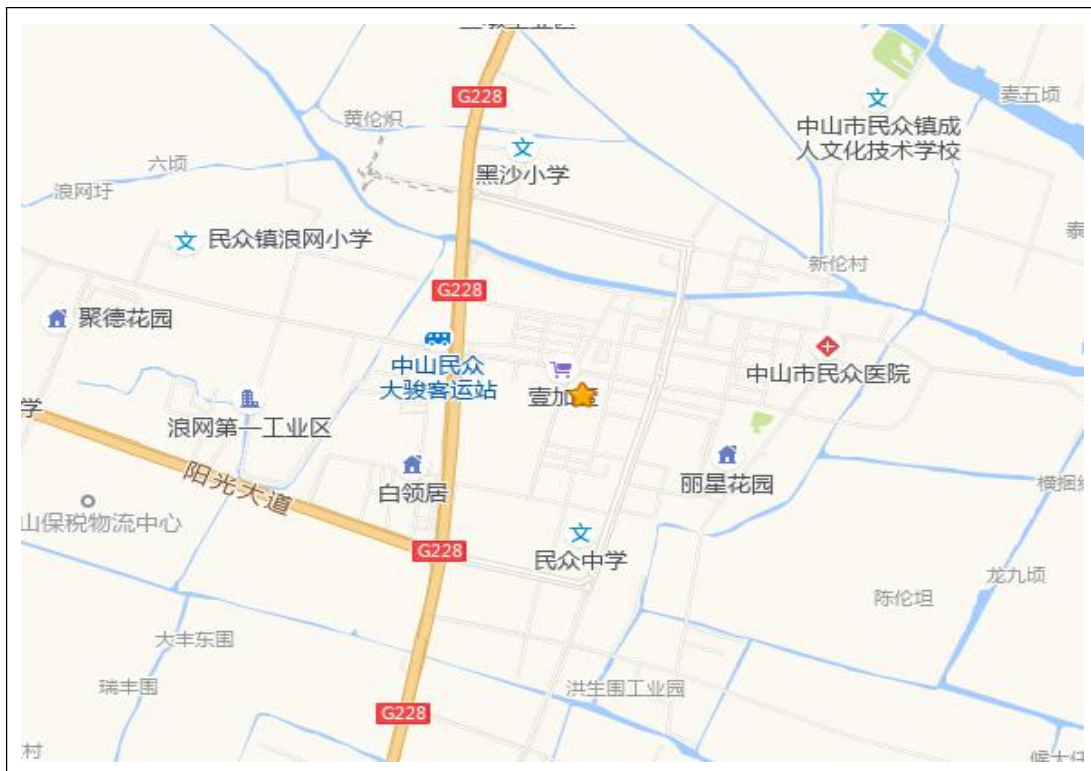 G228
麦五顷
黄伦炽
中山市民众镇成
人文化技术学校
六顷
黑沙小学
浪网圩
民众镇浪网小学
泰
新伦村
G228
聚德花园
中山民众
大骏客运站
中山市民众医院
壹加壹
学
浪网第一工业区
阳光大道
白领居
丽星花园
山保税物流中心
G228
民众中学
龙九顷
陈伦坦
大丰东围
瑞丰围
洪生围工业园
G228
村